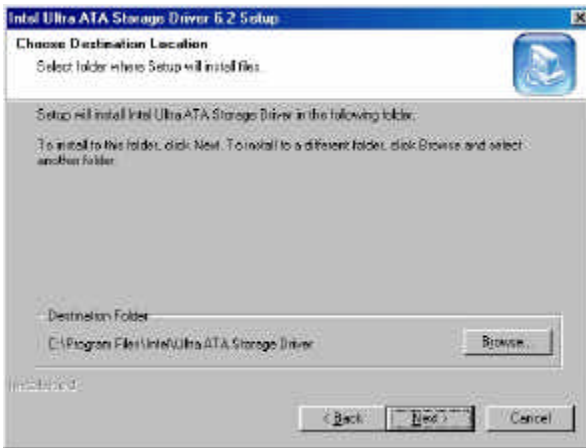 Intel Ultra ATA Storage Driver 6.2 Setup
Choose Destination Location
Select folder where Setup will install files.
Setup will install Intel Ultra ATA Storage Driver in the following folder.
To install to this folder, click Next. To install to a different folder, click Browse and select
another folder.
Destination Folder
C:\Program Files\Intel\Ultra ATA Storage Driver
Browse...
InstallShield
< Back
Next >
Cancel